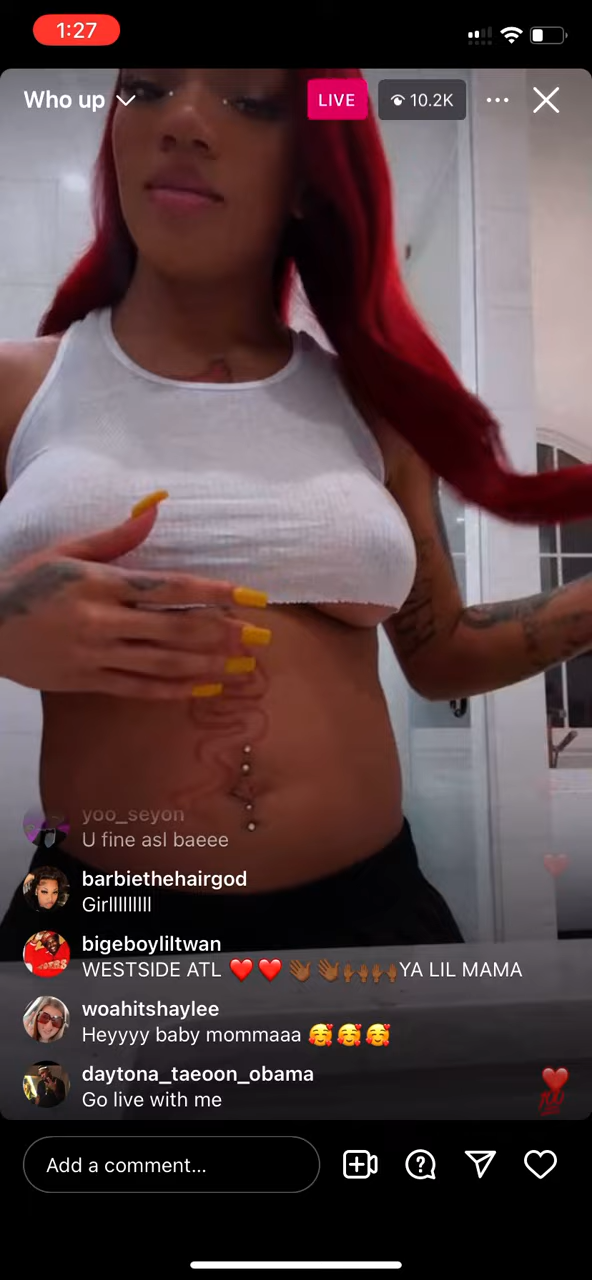 1:27
Who up
LIVE
10.2K
yoo_seyon
U fine asl baeee
barbiethehairgod
Girlllllllll
bigeboyliltwan
WESTSIDE ATL ❤️❤️👋🏾👋🏾🙌🏾🙌🏾🙌🏾YA LIL MAMA
woahitshaylee
Heyyyy baby mommaaa 🥰🥰🥰
daytona_taeoon_obama
Go live with me
💯
Add a comment...